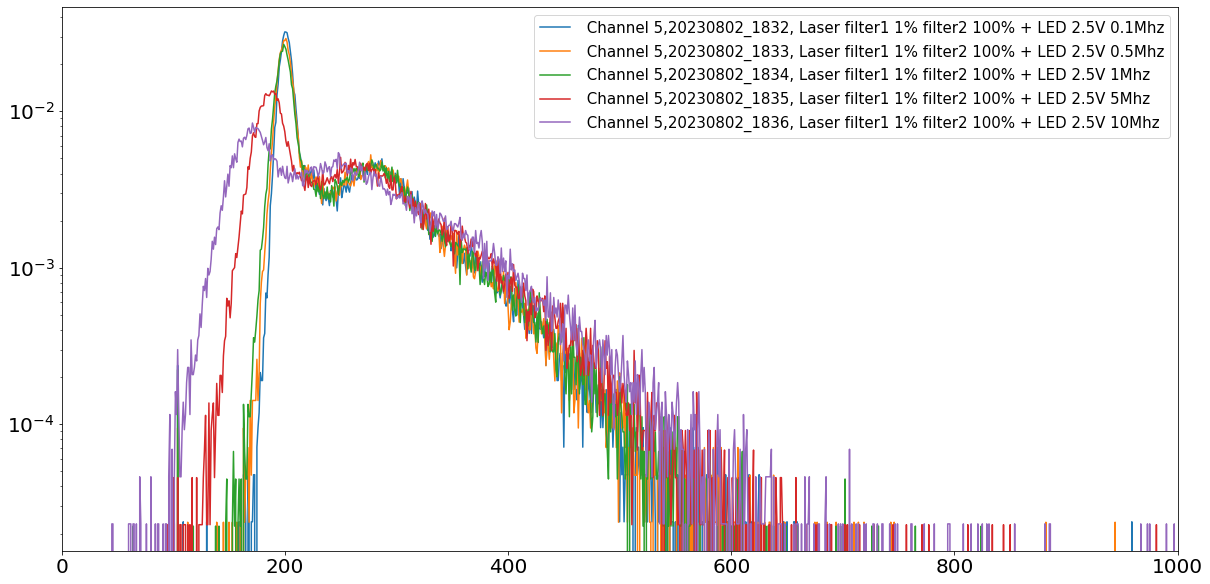 Channel 5,20230802_1832, Laser filter1 1% filter2 100% + LED 2.5V 0.1Mhz
Channel 5,20230802_1833, Laser filter1 1% filter2 100% + LED 2.5V 0.5Mhz
Channel 5,20230802_1834, Laser filter1 1% filter2 100% + LED 2.5V 1Mhz
Channel 5,20230802_1835, Laser filter1 1% filter2 100% + LED 2.5V 5Mhz
Channel 5,20230802_1836, Laser filter1 1% filter2 100% + LED 2.5V 10Mhz
10⁻²
10⁻³
10⁻⁴
0 200 400 600 800 1000